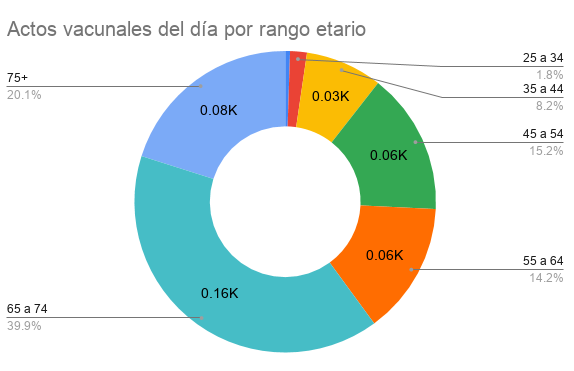 Actos vacunales del día por rango etario
25 a 34
1.8%
35 a 44
8.2%
45 a 54
15.2%
55 a 64
14.2%
65 a 74
39.9%
75+
20.1%
0.03K
0.06K
0.06K
0.16K
0.08K